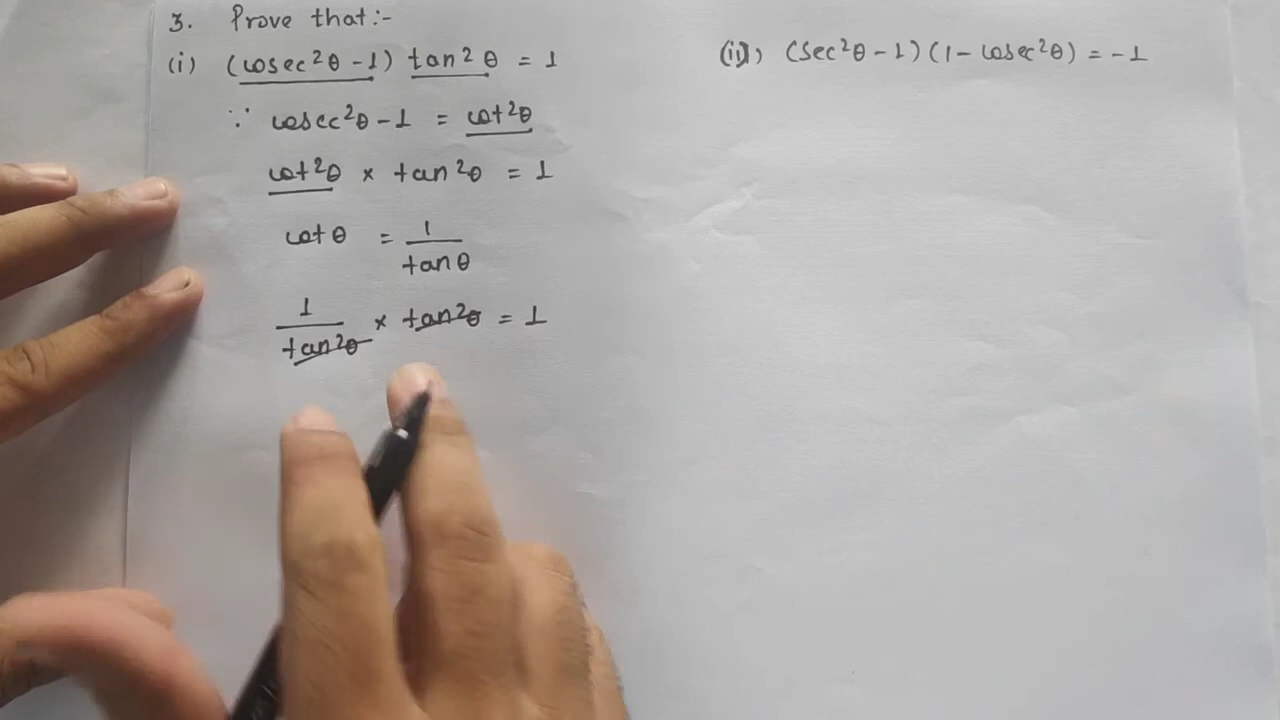 3. Prove that:-
(i) (cosec²θ - 1) tan²θ = 1
∵ cosec²θ - 1 = cot²θ
cot²θ × tan²θ = 1
cotθ = 1/tanθ
1/tan²θ × tan²θ = 1
(ii) (sec²θ - 1)(1 - cosec²θ) = -1